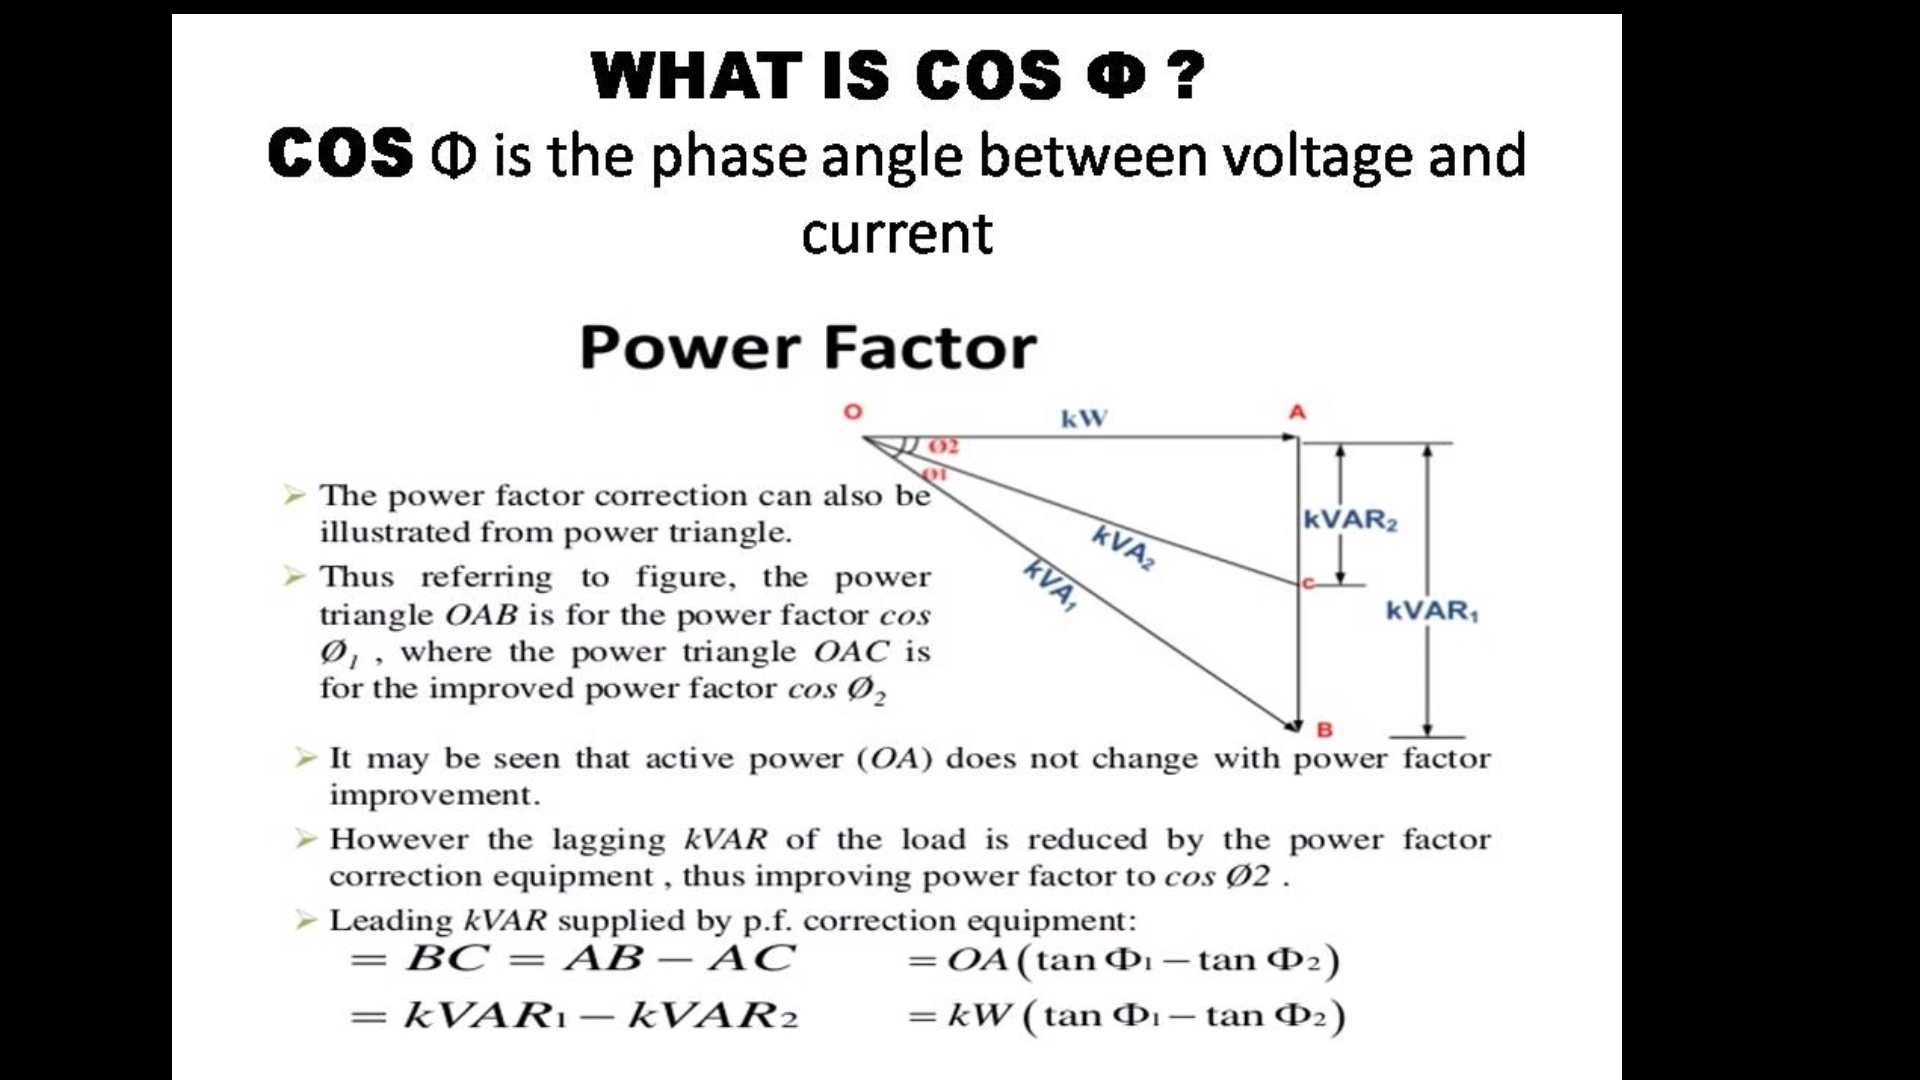 WHAT IS COS Φ ?
COS Φ is the phase angle between voltage and
current
Power Factor
O
kW
A
Ø2
Ø1
➢ The power factor correction can also be
illustrated from power triangle.
➢ Thus referring to figure, the power
triangle OAB is for the power factor cos
Ø₁ , where the power triangle OAC is
for the improved power factor cos Ø₂
kVAR₂
kVA₂
kVA₁
C
kVAR₁
B
➢ It may be seen that active power (OA) does not change with power factor
improvement.
➢ However the lagging kVAR of the load is reduced by the power factor
correction equipment , thus improving power factor to cos Ø2 .
➢ Leading kVAR supplied by p.f. correction equipment:
= BC = AB – AC = OA(tan Φ₁ – tan Φ₂)
= kVAR₁ – kVAR₂ = kW (tan Φ₁ – tan Φ₂)